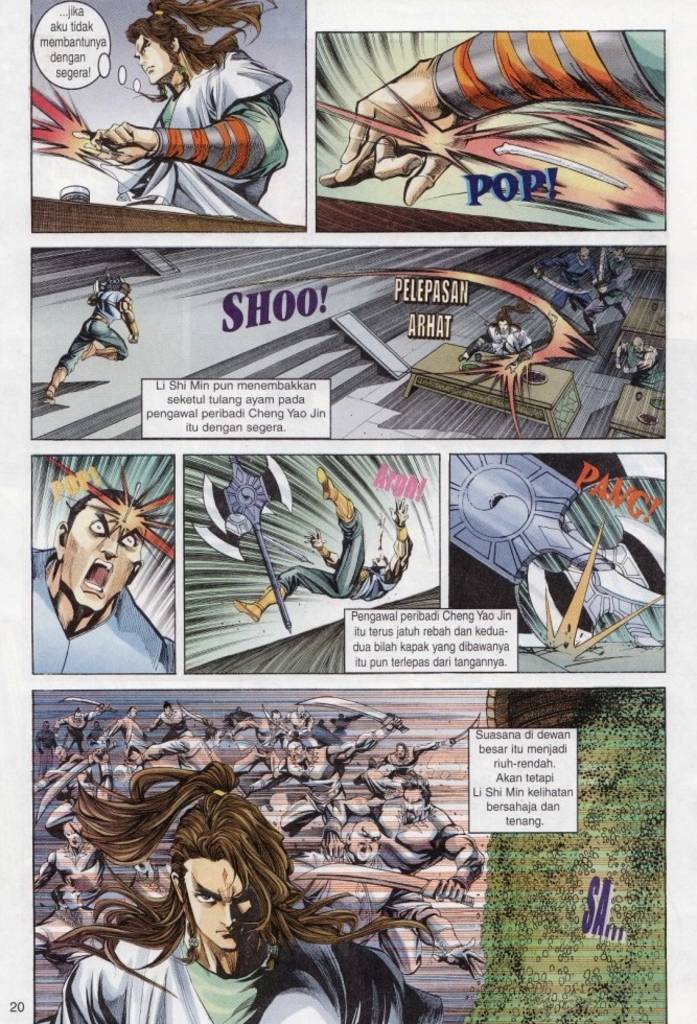 ...jika
aku tidak
membantunya
dengan
segera!
POP!
SHOO!
PELEPASAN
ARHAT
Li Shi Min pun menembakkan
seketul tulang ayam pada
pengawal peribadi Cheng Yao Jin
itu dengan segera.
POP!
ADUH!
PANG!
Pengawal peribadi Cheng Yao Jin
itu terus jatuh rebah dan kedua-
dua bilah kapak yang dibawanya
itu pun terlepas dari tangannya.
Suasana di dewan
besar itu menjadi
riuh-rendah.
Akan tetapi
Li Shi Min kelihatan
bersahaja dan
tenang.
SA...
20